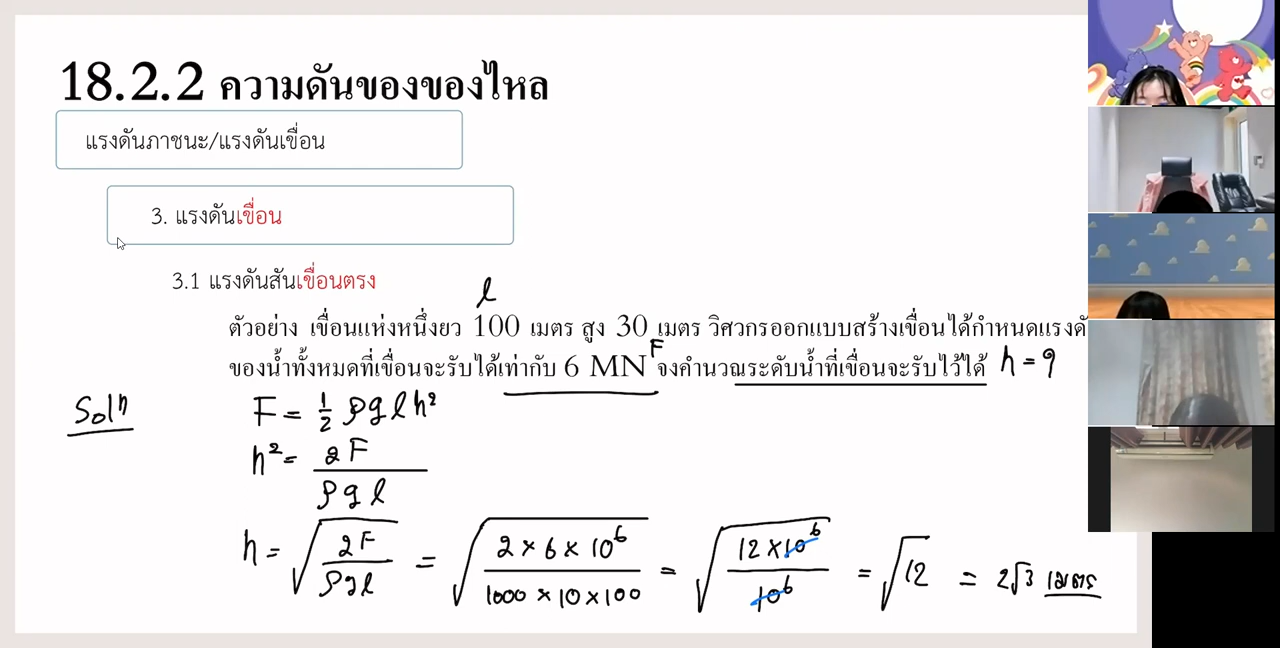 18.2.2 ความดันของของไหล
แรงดันภาชนะ/แรงดันเขื่อน
3. แรงดันเขื่อน
3.1 แรงดันสันเขื่อนตรง
l
ตัวอย่าง เขื่อนแห่งหนึ่งยาว 100 เมตร สูง 30 เมตร วิศวกรออกแบบสร้างเขื่อนได้กำหนด
ของน้ำทั้งหมดที่เขื่อนจะรับได้เท่ากับ 6 MN F จงคำนวณระดับน้ำที่เขื่อนจะรับไว้ได้ h = ?
Solⁿ
F = ½ ρglh²
h² = 2F / ρgl
h = √(2F / ρgl) = √(2 × 6 × 10⁶ / 1000 × 10 × 100) = √(12 × 10⁶ / 10⁶) = √12 = 2√3 เมตร